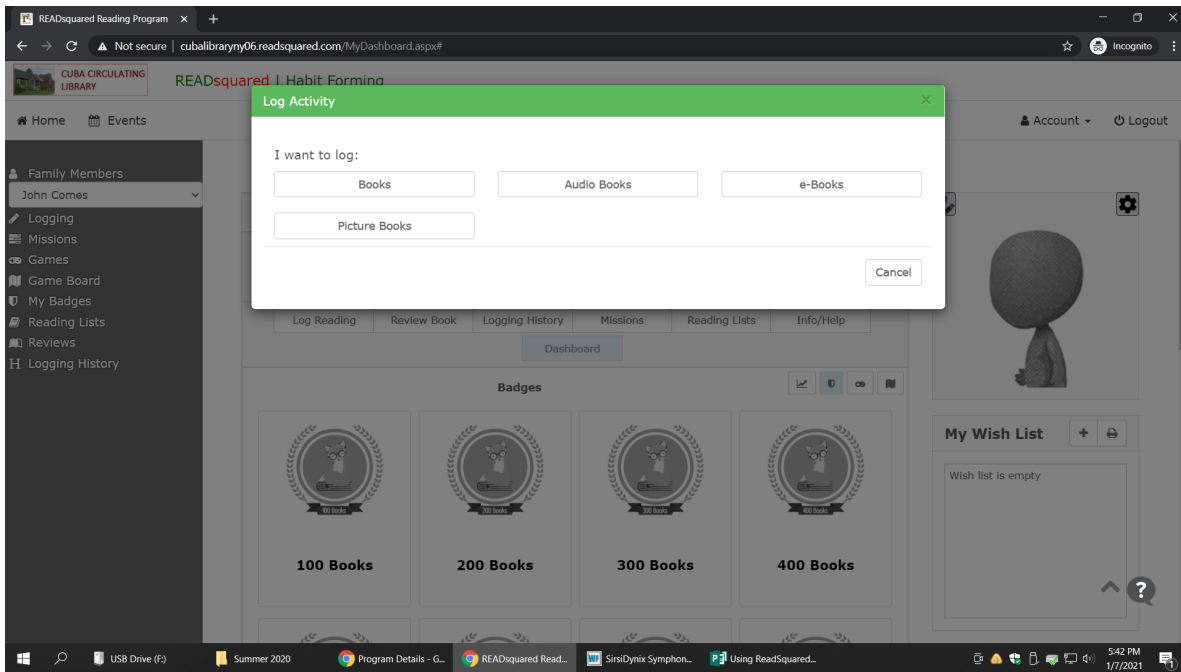 READsquared Reading Program
Not secure | cubalibraryny06.readsquared.com/MyDashboard.aspx#
Incognito
CUBA CIRCULATING
LIBRARY
READsquared | Habit Forming
Log Activity
Home
Events
Account
Logout
I want to log:
Books
Audio Books
e-Books
Picture Books
Cancel
Family Members
John Comes
Logging
Missions
Games
Game Board
My Badges
Reading Lists
Reviews
H Logging History
Log Reading
Review Book
Logging History
Missions
Reading Lists
Info/Help
Dashboard
Badges
100 Books
200 Books
300 Books
400 Books
100 Books
200 Books
300 Books
400 Books
My Wish List
Wish list is empty
?
USB Drive (F:)
Summer 2020
Program Details - G...
READsquared Read...
WF SirsiDynix Symphon...
Using ReadSquared...
5:42 PM
1/7/2021